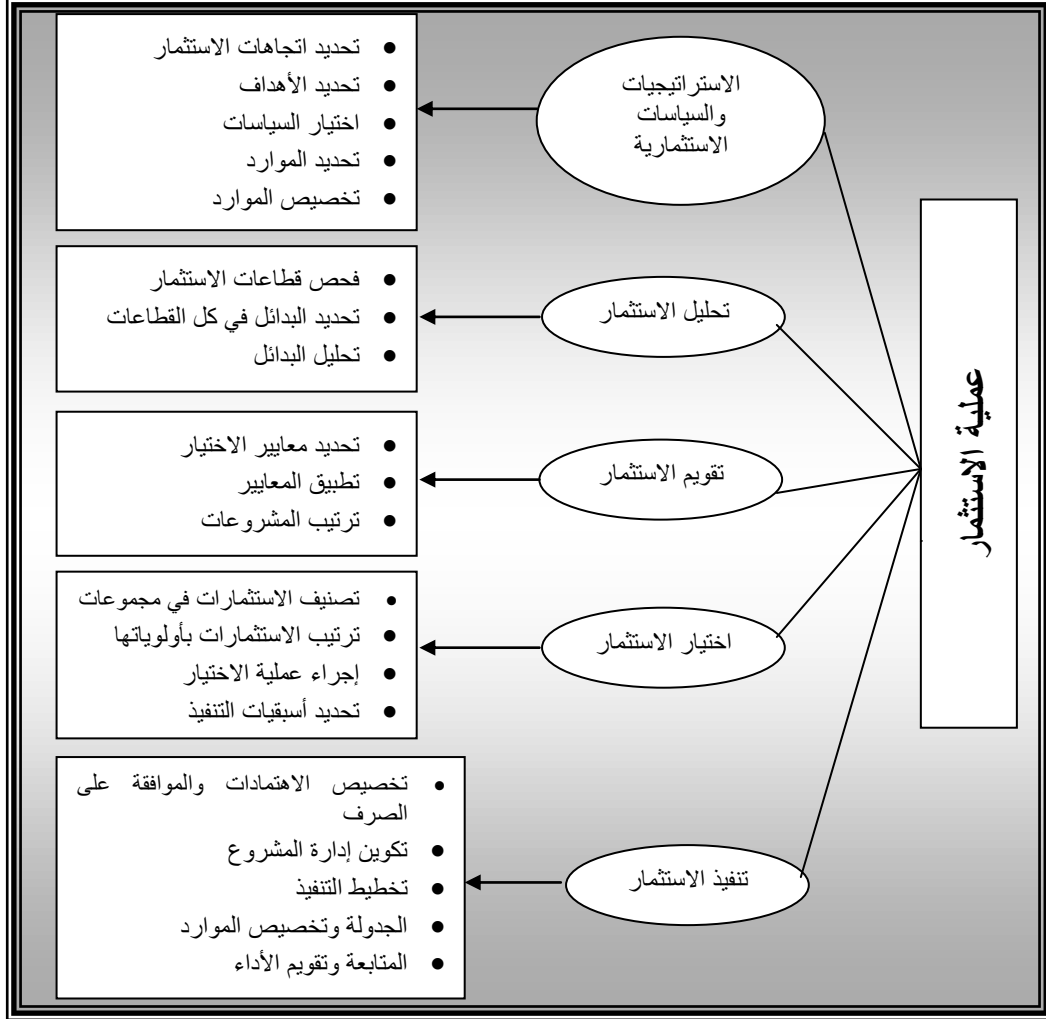 عملية الاستثمار
الاستراتيجيات
والسياسات
الاستثمارية
● تحديد اتجاهات الاستثمار
● تحديد الأهداف
● اختيار السياسات
● تحديد الموارد
● تخصيص الموارد
تحليل الاستثمار
● فحص قطاعات الاستثمار
● تحديد البدائل في كل القطاعات
● تحليل البدائل
تقويم الاستثمار
● تحديد معايير الاختيار
● تطبيق المعايير
● ترتيب المشروعات
اختيار الاستثمار
● تصنيف الاستثمارات في مجموعات
● ترتيب الاستثمارات بأولوياتها
● إجراء عملية الاختيار
● تحديد أسبقيات التنفيذ
تنفيذ الاستثمار
● تخصيص الاهتمادات والموافقة على
الصرف
● تكوين إدارة المشروع
● تخطيط التنفيذ
● الجدولة وتخصيص الموارد
● المتابعة وتقويم الأداء